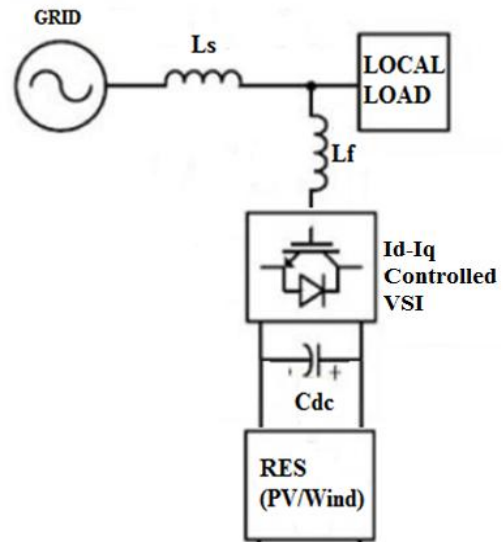 GRID
Ls
LOCAL
LOAD
Lf
Id-Iq
Controlled
VSI
- +
Cdc
RES
(PV/Wind)